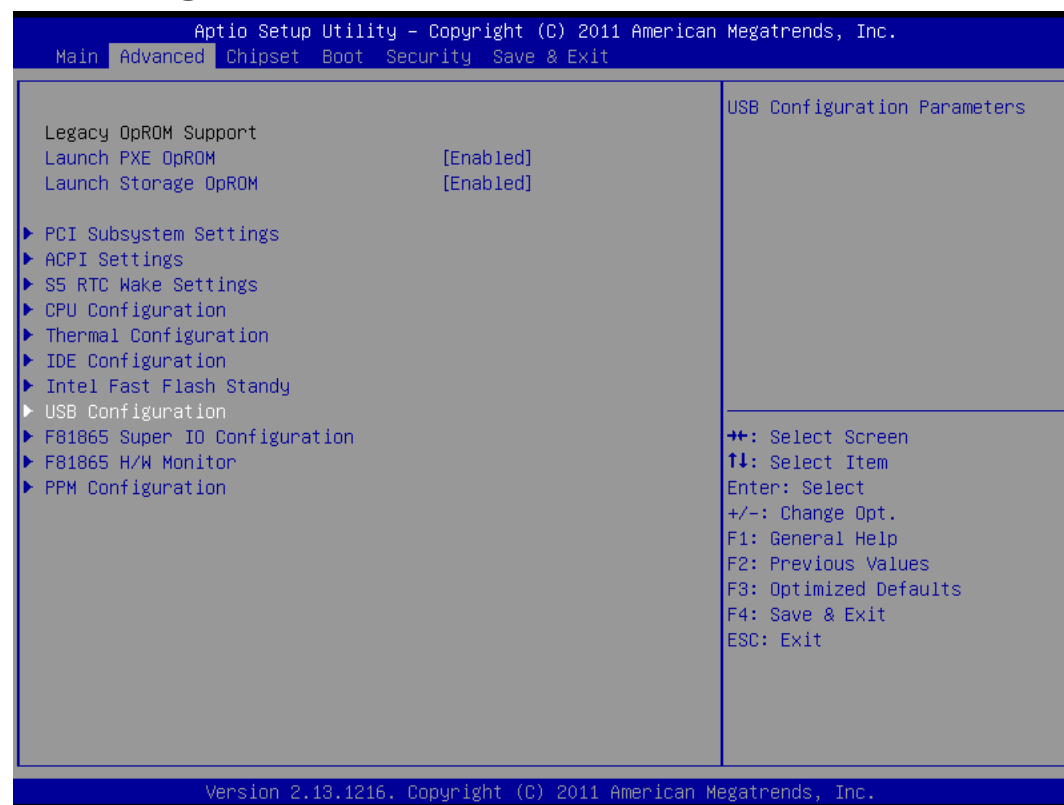 Aptio Setup Utility – Copyright (C) 2011 American Megatrends, Inc.
Main Advanced Chipset Boot Security Save & Exit
USB Configuration Parameters
Legacy OpROM Support
Launch PXE OpROM [Enabled]
Launch Storage OpROM [Enabled]
PCI Subsystem Settings
ACPI Settings
S5 RTC Wake Settings
CPU Configuration
Thermal Configuration
IDE Configuration
Intel Fast Flash Standy
USB Configuration
F81865 Super IO Configuration
F81865 H/W Monitor
PPM Configuration
→←: Select Screen
↑↓: Select Item
Enter: Select
+/-: Change Opt.
F1: General Help
F2: Previous Values
F3: Optimized Defaults
F4: Save & Exit
ESC: Exit
Version 2.13.1216. Copyright (C) 2011 American Megatrends, Inc.